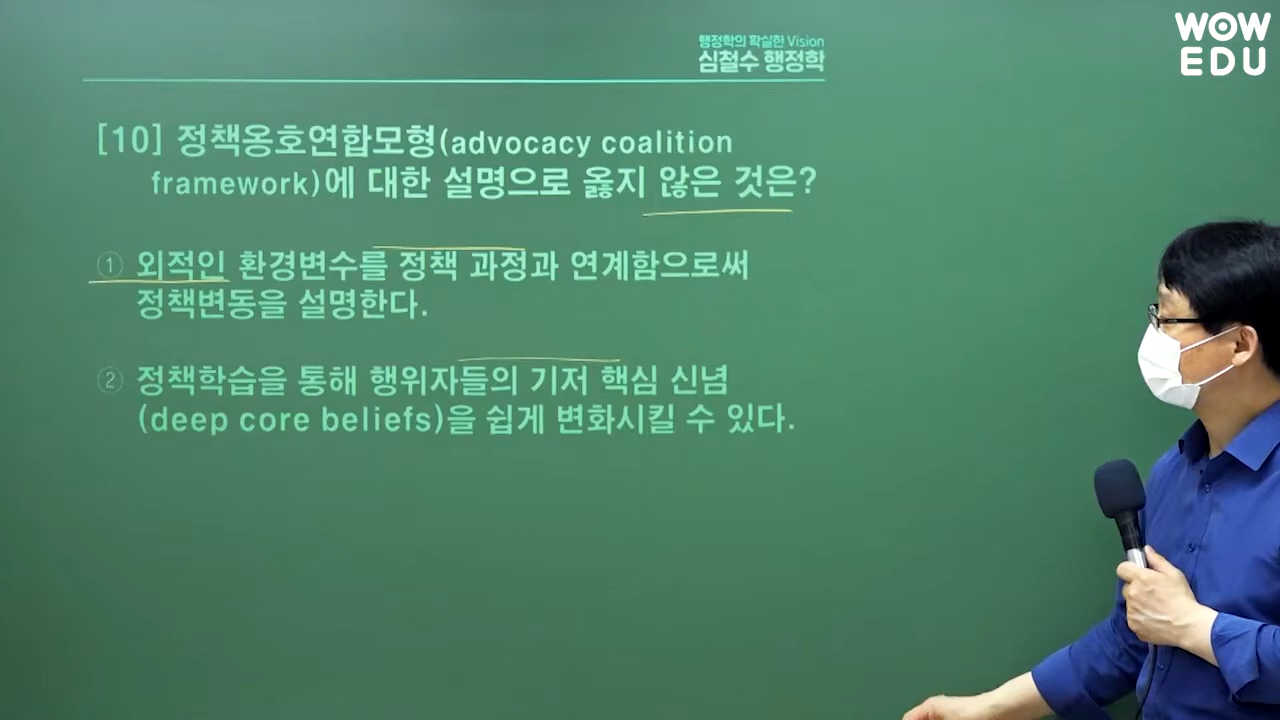 WOW
EDU
행정학의 확실한 Vision
심철수 행정학
[10] 정책옹호연합모형(advocacy coalition
framework)에 대한 설명으로 옳지 않은 것은?
① 외적인 환경변수를 정책 과정과 연계함으로써
정책변동을 설명한다.
② 정책학습을 통해 행위자들의 기저 핵심 신념
(deep core beliefs)을 쉽게 변화시킬 수 있다.